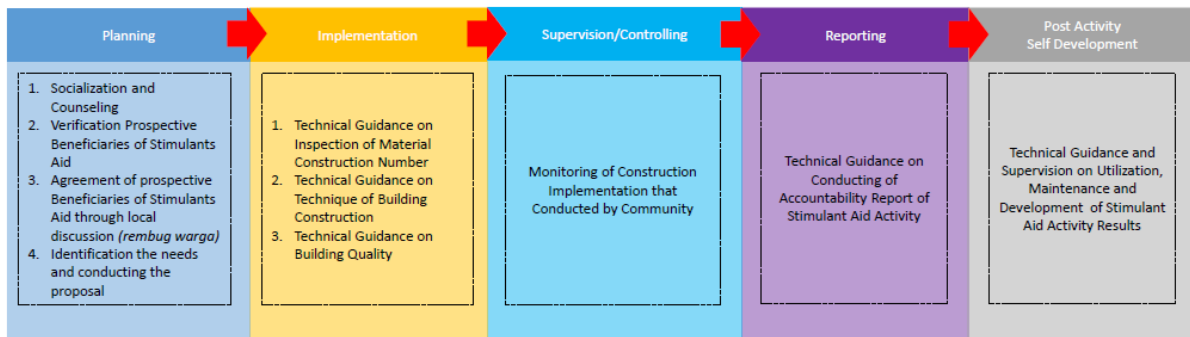 Planning
Implementation
Supervision/Controlling
Reporting
Post Activity
Self Development
1. Socialization and
Counseling
2. Verification Prospective
Beneficiaries of Stimulants
Aid
3. Agreement of prospective
Beneficiaries of Stimulants
Aid through local
discussion (rembug warga)
4. Identification the needs
and conducting the
proposal
1. Technical Guidance on
Inspection of Material
Construction Number
2. Technical Guidance on
Technique of Building
Construction
3. Technical Guidance on
Building Quality
Monitoring of Construction
Implementation that
Conducted by Community
Technical Guidance on
Conducting of
Accountability Report of
Stimulant Aid Activity
Technical Guidance and
Supervision on Utilization,
Maintenance and
Development of Stimulant
Aid Activity Results